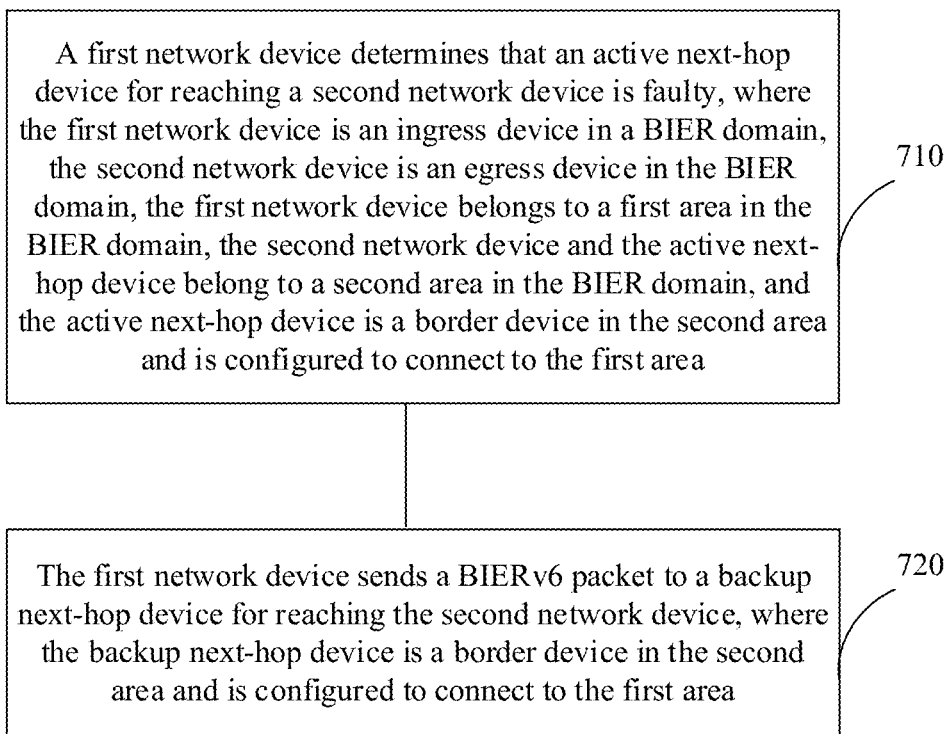 A first network device determines that an active next-hop
device for reaching a second network device is faulty, where
the first network device is an ingress device in a BIER domain,
the second network device is an egress device in the BIER
domain, the first network device belongs to a first area in the
BIER domain, the second network device and the active next-
hop device belong to a second area in the BIER domain, and
the active next-hop device is a border device in the second area
and is configured to connect to the first area
710
The first network device sends a BIERv6 packet to a backup
next-hop device for reaching the second network device, where
the backup next-hop device is a border device in the second
area and is configured to connect to the first area
720